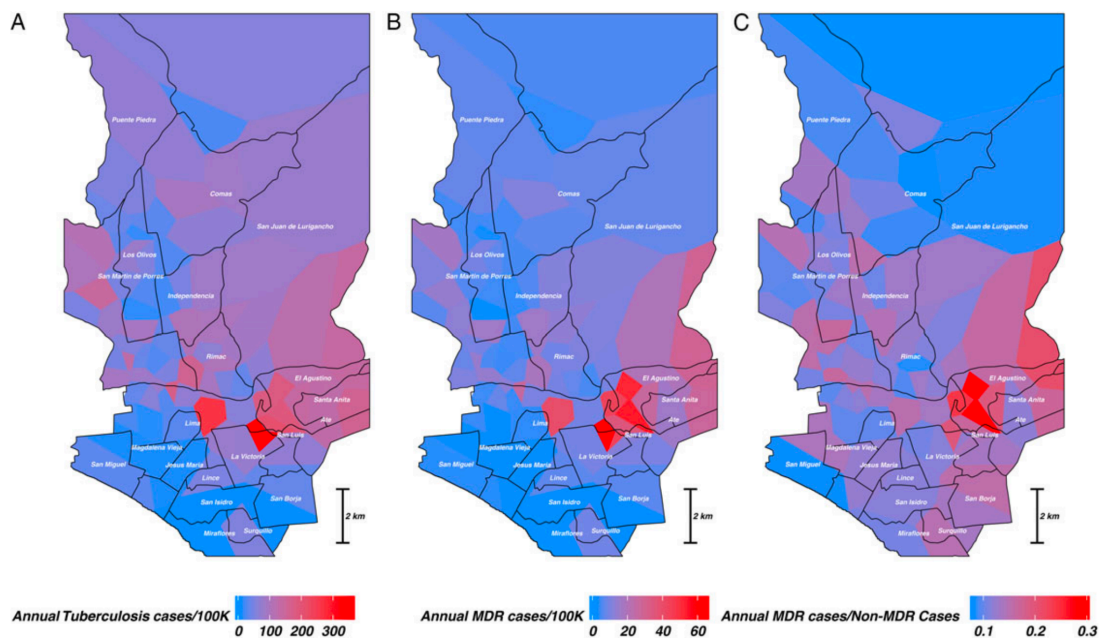 A
B
C
Puente Piedra
Comas
San Juan de Lurigancho
Los Olivos
San Martin de Porras
Independencia
Rimac
El Agustino
Santa Anita
Ate
Lima
San Luis
Magdalena Vieja
La Victoria
San Miguel
Jesus Maria
Lince
San Isidro
San Borja
Surquillo
Miraflores
2 km
Puente Piedra
Comas
San Juan de Lurigancho
Los Olivos
San Martin de Porras
Independencia
Rimac
El Agustino
Santa Anita
Ate
Lima
San Luis
Magdalena Vieja
La Victoria
San Miguel
Jesus Maria
Lince
San Isidro
San Borja
Surquillo
Miraflores
2 km
Puente Piedra
Comas
San Juan de Lurigancho
Los Olivos
San Martin de Porras
Independencia
Rimac
El Agustino
Santa Anita
Ate
Lima
San Luis
Magdalena Vieja
La Victoria
San Miguel
Jesus Maria
Lince
San Isidro
San Borja
Surquillo
Miraflores
2 km
Annual Tuberculosis cases/100K
0 100 200 300
Annual MDR cases/100K
0 20 40 60
Annual MDR cases/Non-MDR Cases
0.1 0.2 0.3